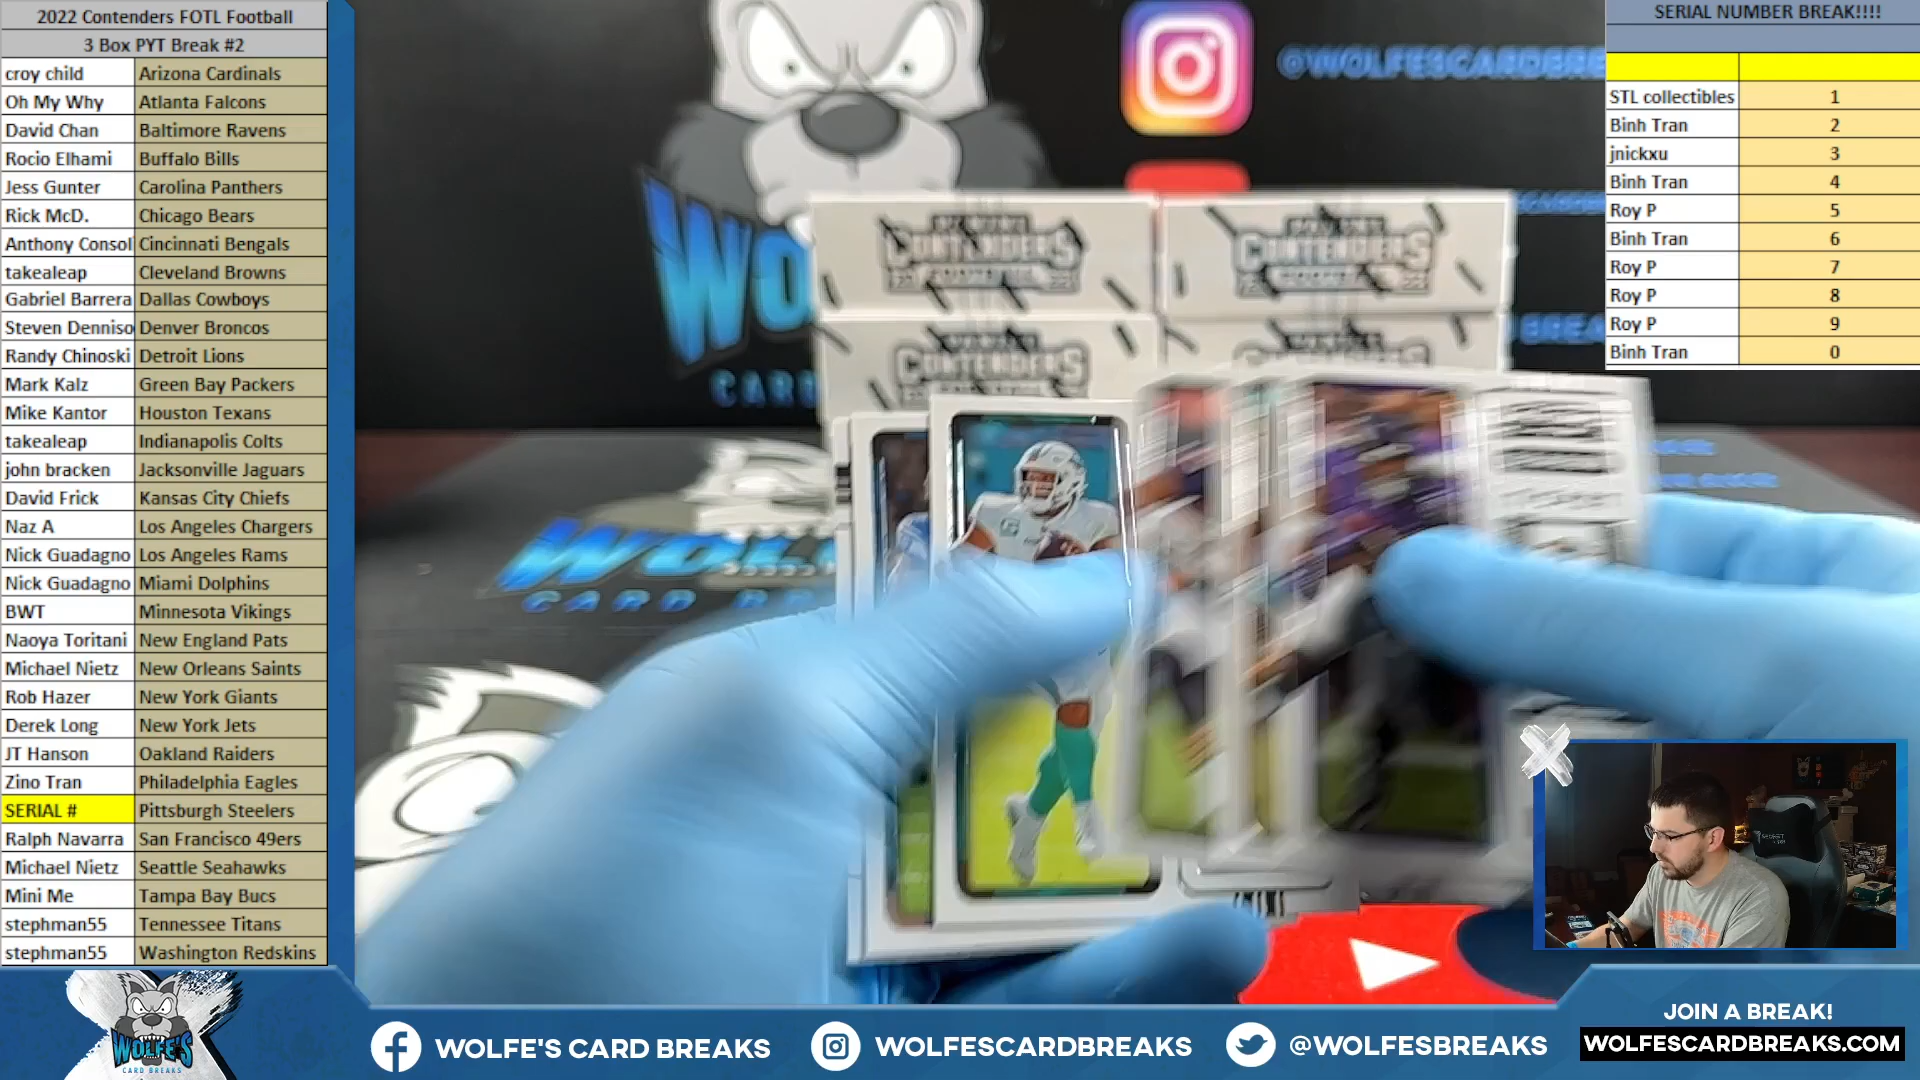 2022 Contenders FOTL Football
3 Box PYT Break #2
croy child Arizona Cardinals
Oh My Why Atlanta Falcons
David Chan Baltimore Ravens
Rocio Elhami Buffalo Bills
Jess Gunter Carolina Panthers
Rick McD. Chicago Bears
Anthony Consol Cincinnati Bengals
takealeap Cleveland Browns
Gabriel Barrera Dallas Cowboys
Steven Denniso Denver Broncos
Randy Chinoski Detroit Lions
Mark Kalz Green Bay Packers
Mike Kantor Houston Texans
takealeap Indianapolis Colts
john bracken Jacksonville Jaguars
David Frick Kansas City Chiefs
Naz A Los Angeles Chargers
Nick Guadagno Los Angeles Rams
Nick Guadagno Miami Dolphins
BWT Minnesota Vikings
Naoya Toritani New England Pats
Michael Nietz New Orleans Saints
Rob Hazer New York Giants
Derek Long New York Jets
JT Hanson Oakland Raiders
Zino Tran Philadelphia Eagles
SERIAL # Pittsburgh Steelers
Ralph Navarra San Francisco 49ers
Michael Nietz Seattle Seahawks
Mini Me Tampa Bay Bucs
stephman55 Tennessee Titans
stephman55 Washington Redskins
SERIAL NUMBER BREAK!!!!
STL collectibles 1
Binh Tran 2
jnickxu 3
Binh Tran 4
Roy P 5
Binh Tran 6
Roy P 7
Roy P 8
Roy P 9
Binh Tran 0
@WOLFESCARDBRE
WO
CARD
CONTENDERS
CONTENDERS
CONTENDERS
WOL
CARD
WOLFE'S
CARD BREAKS
WOLFE'S CARD BREAKS
WOLFESCARDBREAKS
@WOLFESBREAKS
JOIN A BREAK!
WOLFESCARDBREAKS.COM